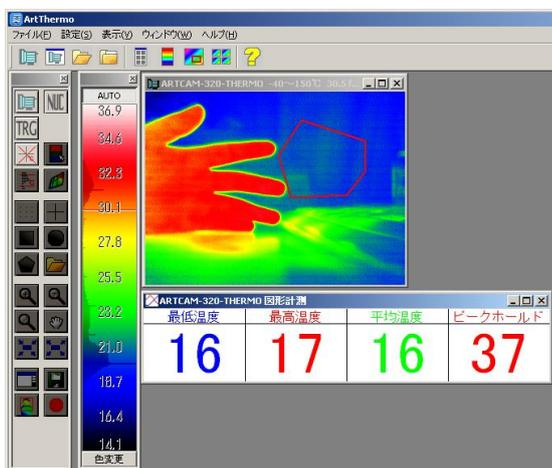 ArtThermo
ファイル(F) 設定(S) 表示(V) ウィンドウ(W) ヘルプ(H)
NUC
TRG
AUTO
36.9
34.6
32.3
30.1
27.8
25.5
23.2
21.0
18.7
16.4
14.1
色変更
ARTCAM-320-THERMO -40~150℃ 30.5f...
ARTCAM-320-THERMO 図形計測
最低温度 最高温度 平均温度 ピークホールド
16 17 16 37